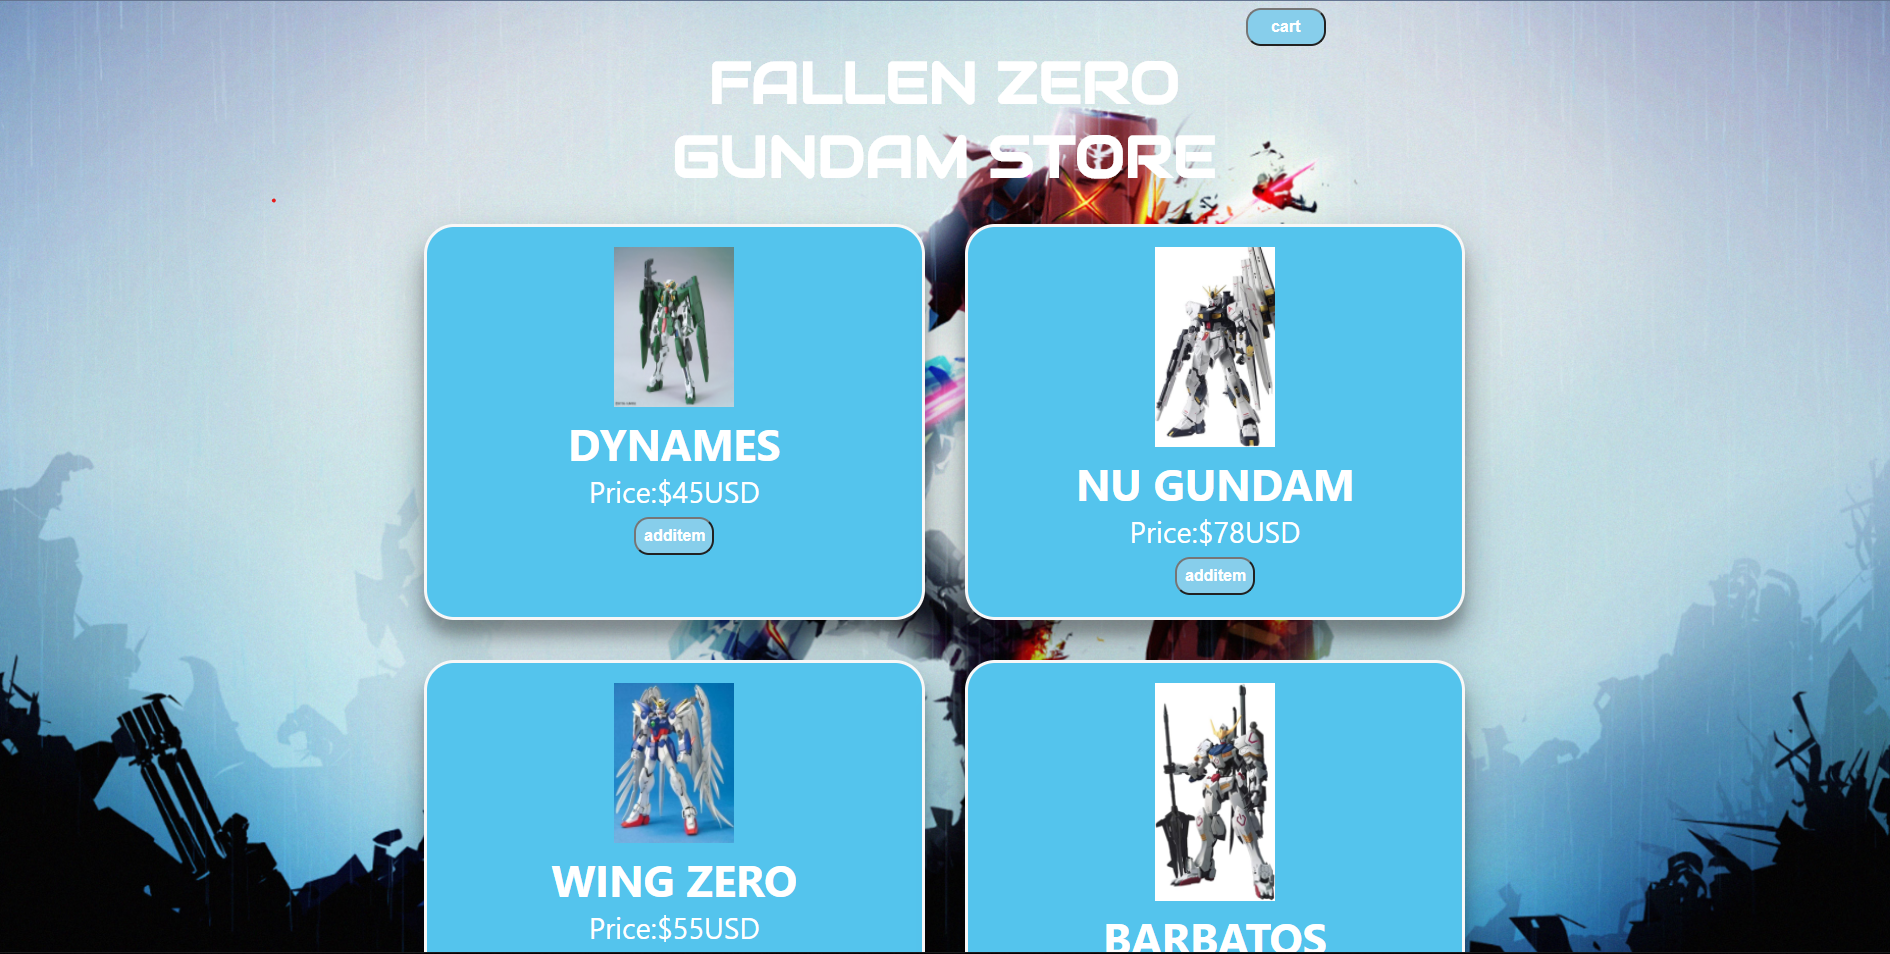 cart
FALLEN ZERO
GUNDAM STORE
DYNAMES
Price:$45USD
additem
NU GUNDAM
Price:$78USD
additem
WING ZERO
Price:$55USD
BARBATOS